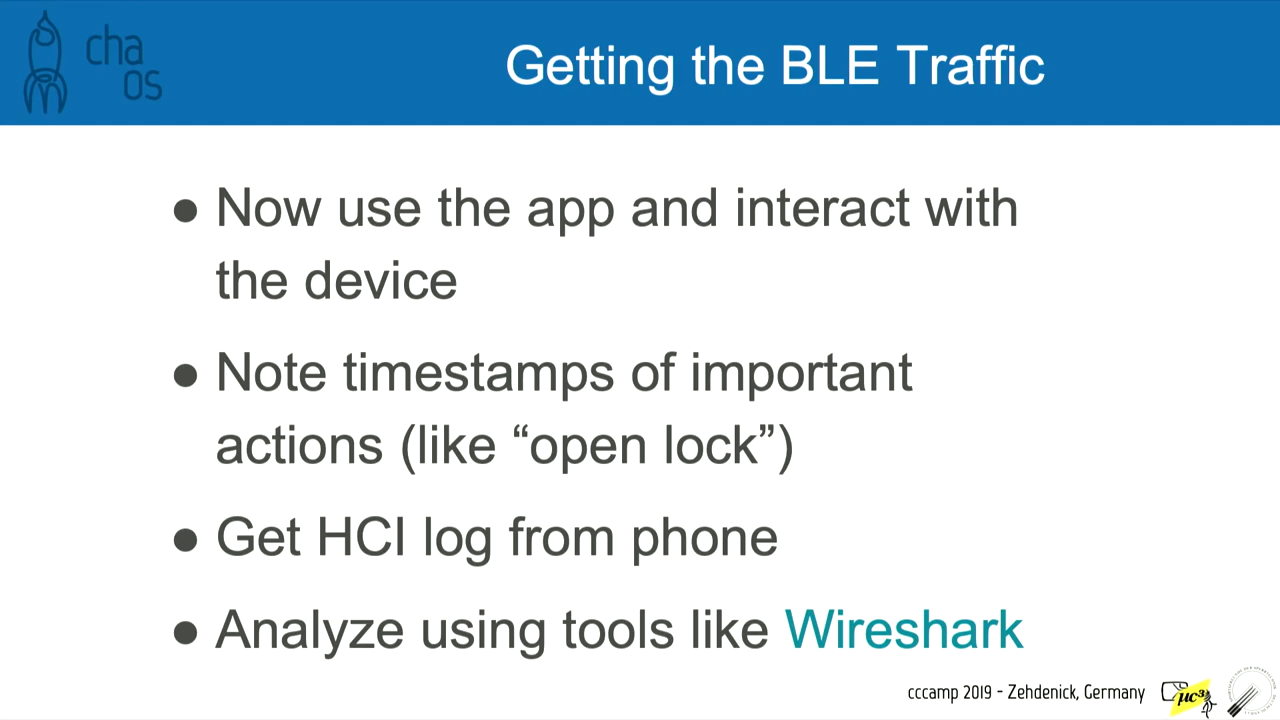 cha
os
Getting the BLE Traffic
● Now use the app and interact with
the device
● Note timestamps of important
actions (like “open lock”)
● Get HCI log from phone
● Analyze using tools like Wireshark
cccamp 2019 - Zehdenick, Germany
µc³